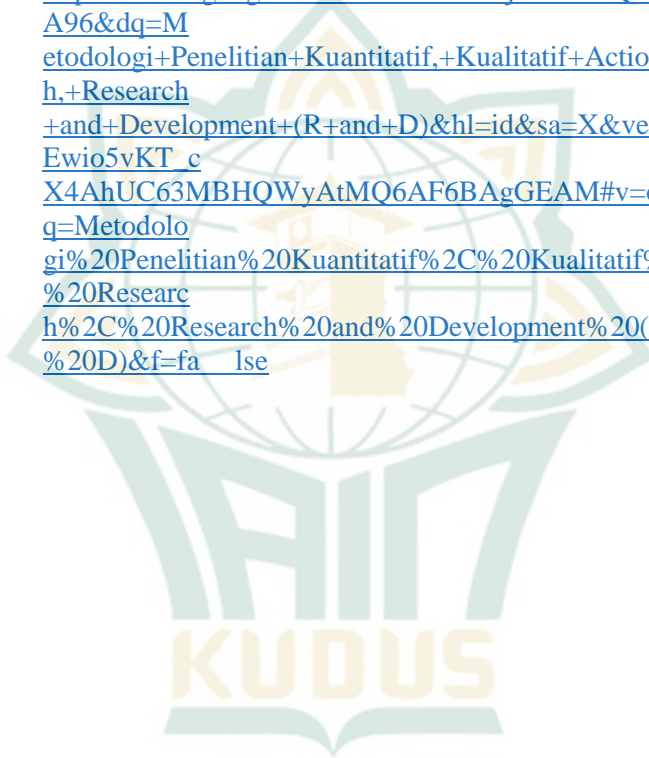 A96&dq=M
etodologi+Penelitian+Kuantitatif,+Kualitatif+Actio
h,+Research
+and+Development+(R+and+D)&hl=id&sa=X&ve
Ewio5vKT_c
X4AhUC63MBHQWyAtMQ6AF6BAgGEAM#v=
q=Metodolo
gi%20Penelitian%20Kuantitatif%2C%20Kualitatif%
%20Researc
h%2C%20Research%20and%20Development%20(
%20D)&f=fa lse
IAIN
KUDUS